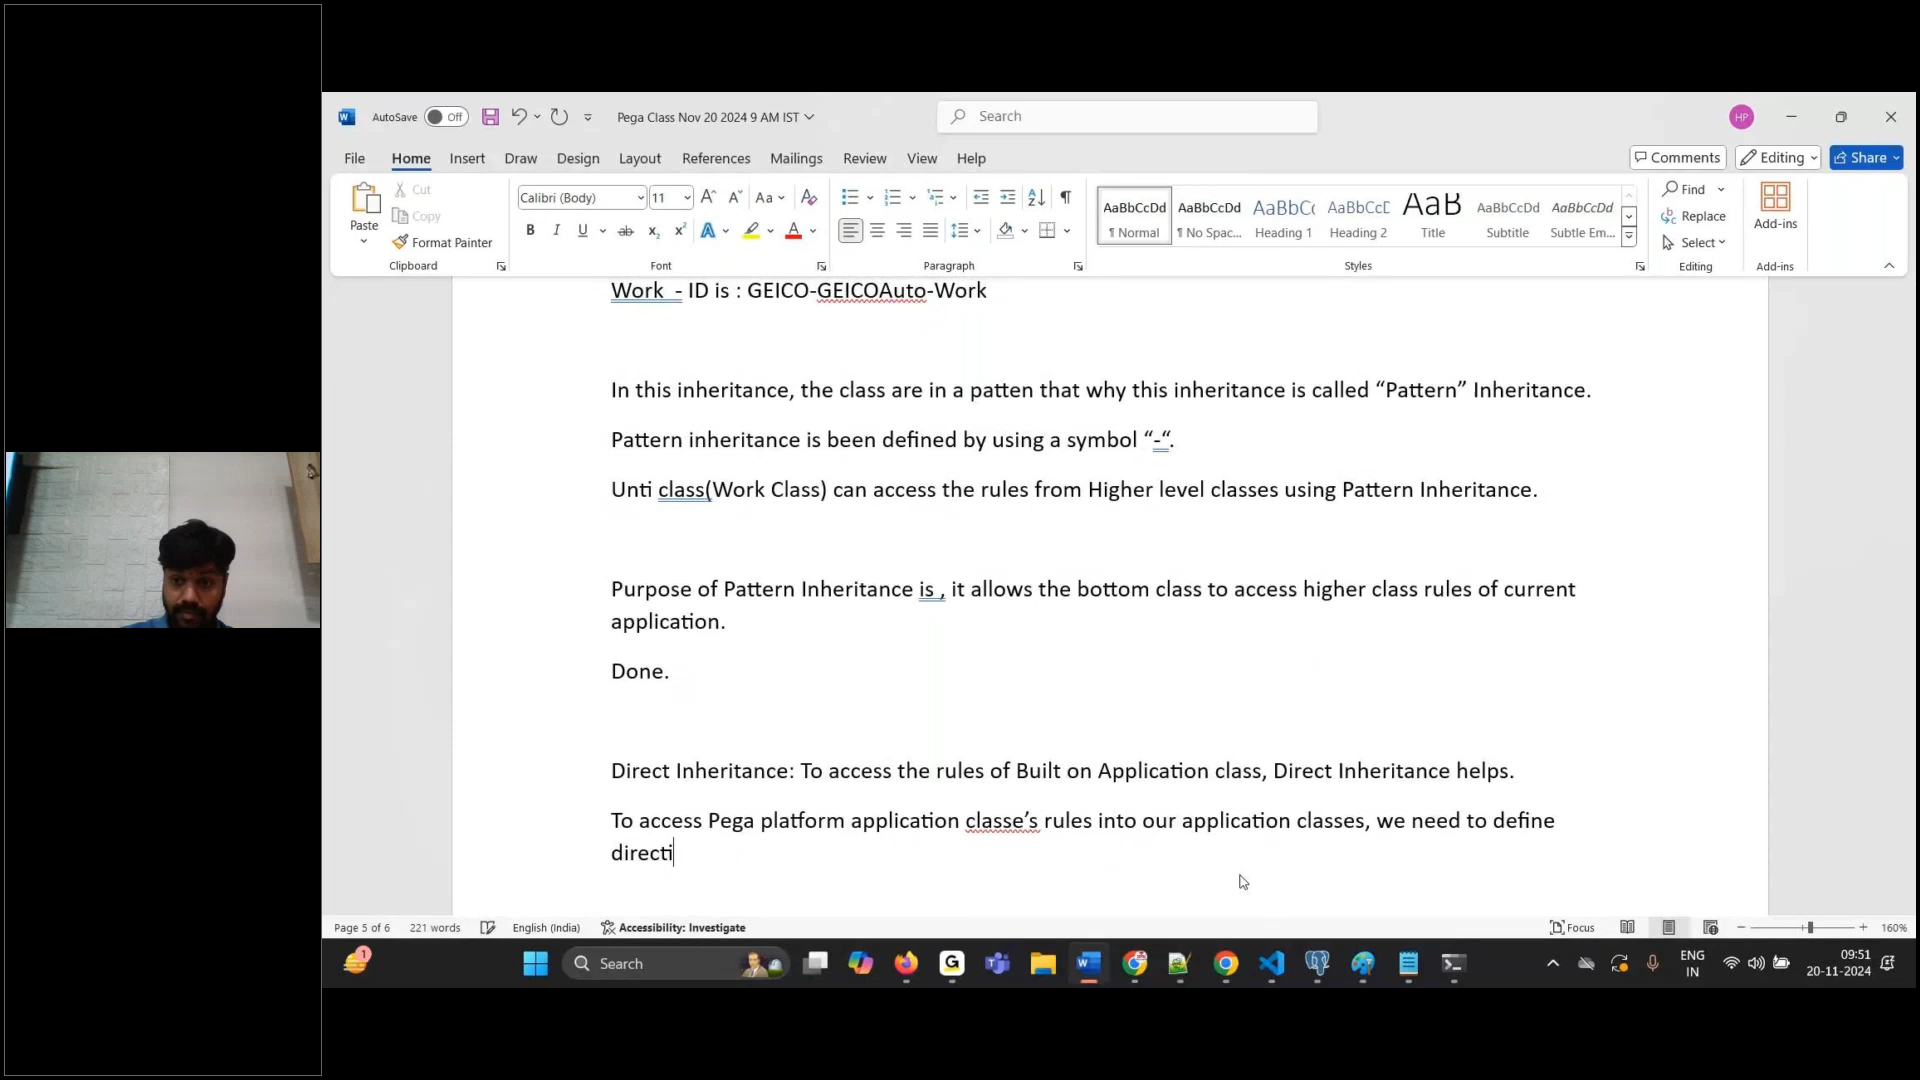 AutoSave Off Pega Class Nov 20 2024 9 AM IST Search HP
File Home Insert Draw Design Layout References Mailings Review View Help Comments Editing Share
Paste Cut Copy Format Painter Clipboard
Calibri (Body) 11 Font
Paragraph
AaBbCcDd AaBbCcDd AaBbC AaBbCcD AaB AaBbCcDd AaBbCcDd
Normal No Spac... Heading 1 Heading 2 Title Subtitle Subtle Em...
Styles
Find Replace Select Editing
Add-ins Add-ins
Work - ID is : GEICO-GEICOAuto-Work
In this inheritance, the class are in a patten that why this inheritance is called “Pattern” Inheritance.
Pattern inheritance is been defined by using a symbol “-“.
Unti class(Work Class) can access the rules from Higher level classes using Pattern Inheritance.
Purpose of Pattern Inheritance is , it allows the bottom class to access higher class rules of current
application.
Done.
Direct Inheritance: To access the rules of Built on Application class, Direct Inheritance helps.
To access Pega platform application classe’s rules into our application classes, we need to define
directi
Page 5 of 6 221 words English (India) Accessibility: Investigate Focus 160%
1 Search ENG IN 09:51 20-11-2024